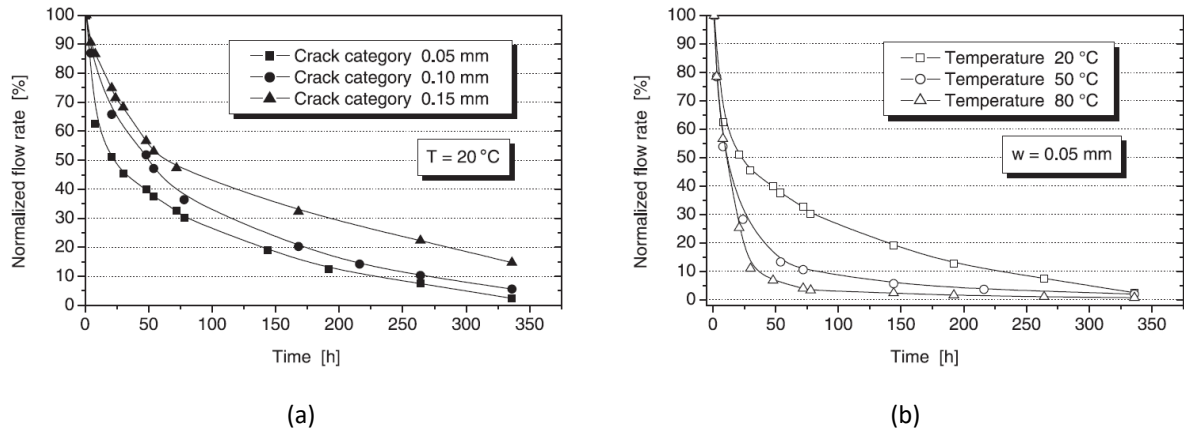 100
90
80
70
60
50
40
30
20
10
0
Normalized flow rate [%]
Crack category 0.05 mm
Crack category 0.10 mm
Crack category 0.15 mm
T = 20 °C
0 50 100 150 200 250 300 350
Time [h]
(a)
100
90
80
70
60
50
40
30
20
10
0
Normalized flow rate [%]
Temperature 20 °C
Temperature 50 °C
Temperature 80 °C
w = 0.05 mm
0 50 100 150 200 250 300 350
Time [h]
(b)